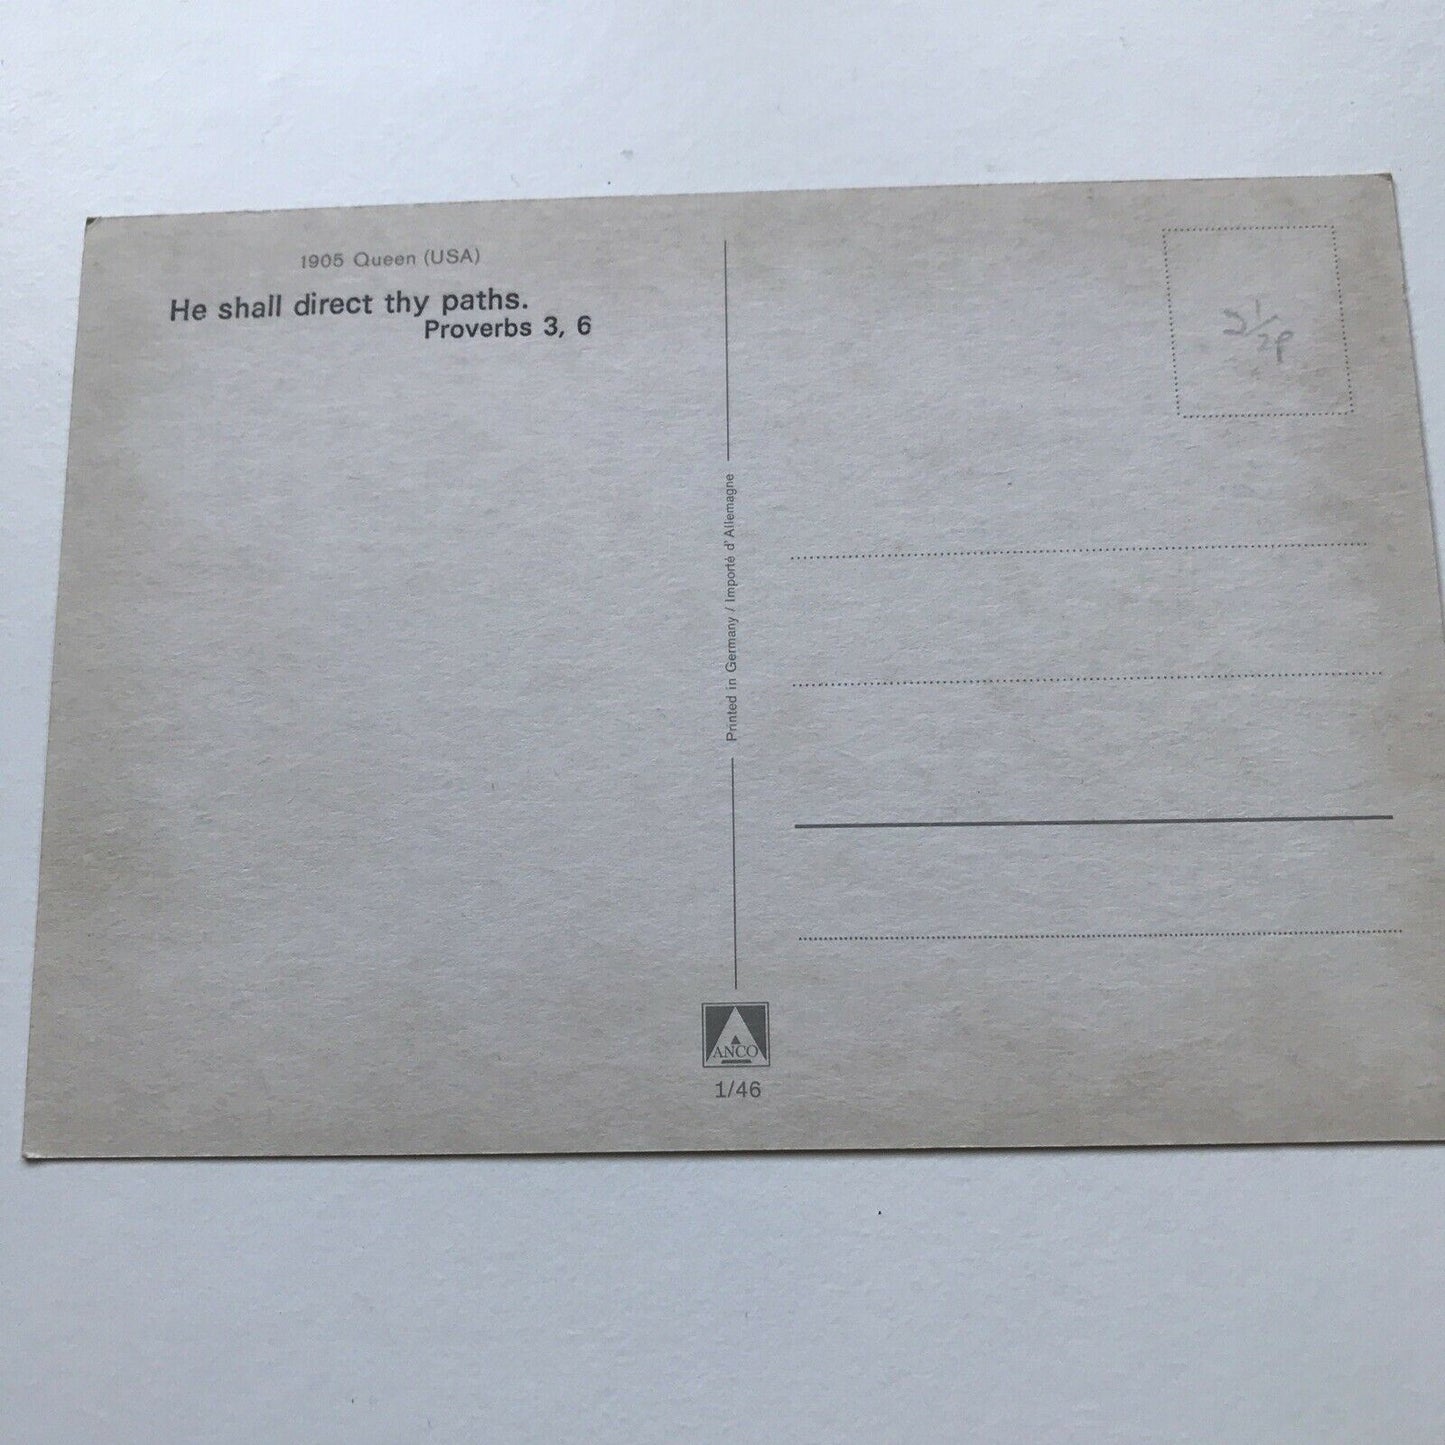 1905 Queen (USA)
He shall direct thy paths.
Proverbs 3, 6
2½p
Printed in Germany / Importé d'Allemagne
ANCO
1/46